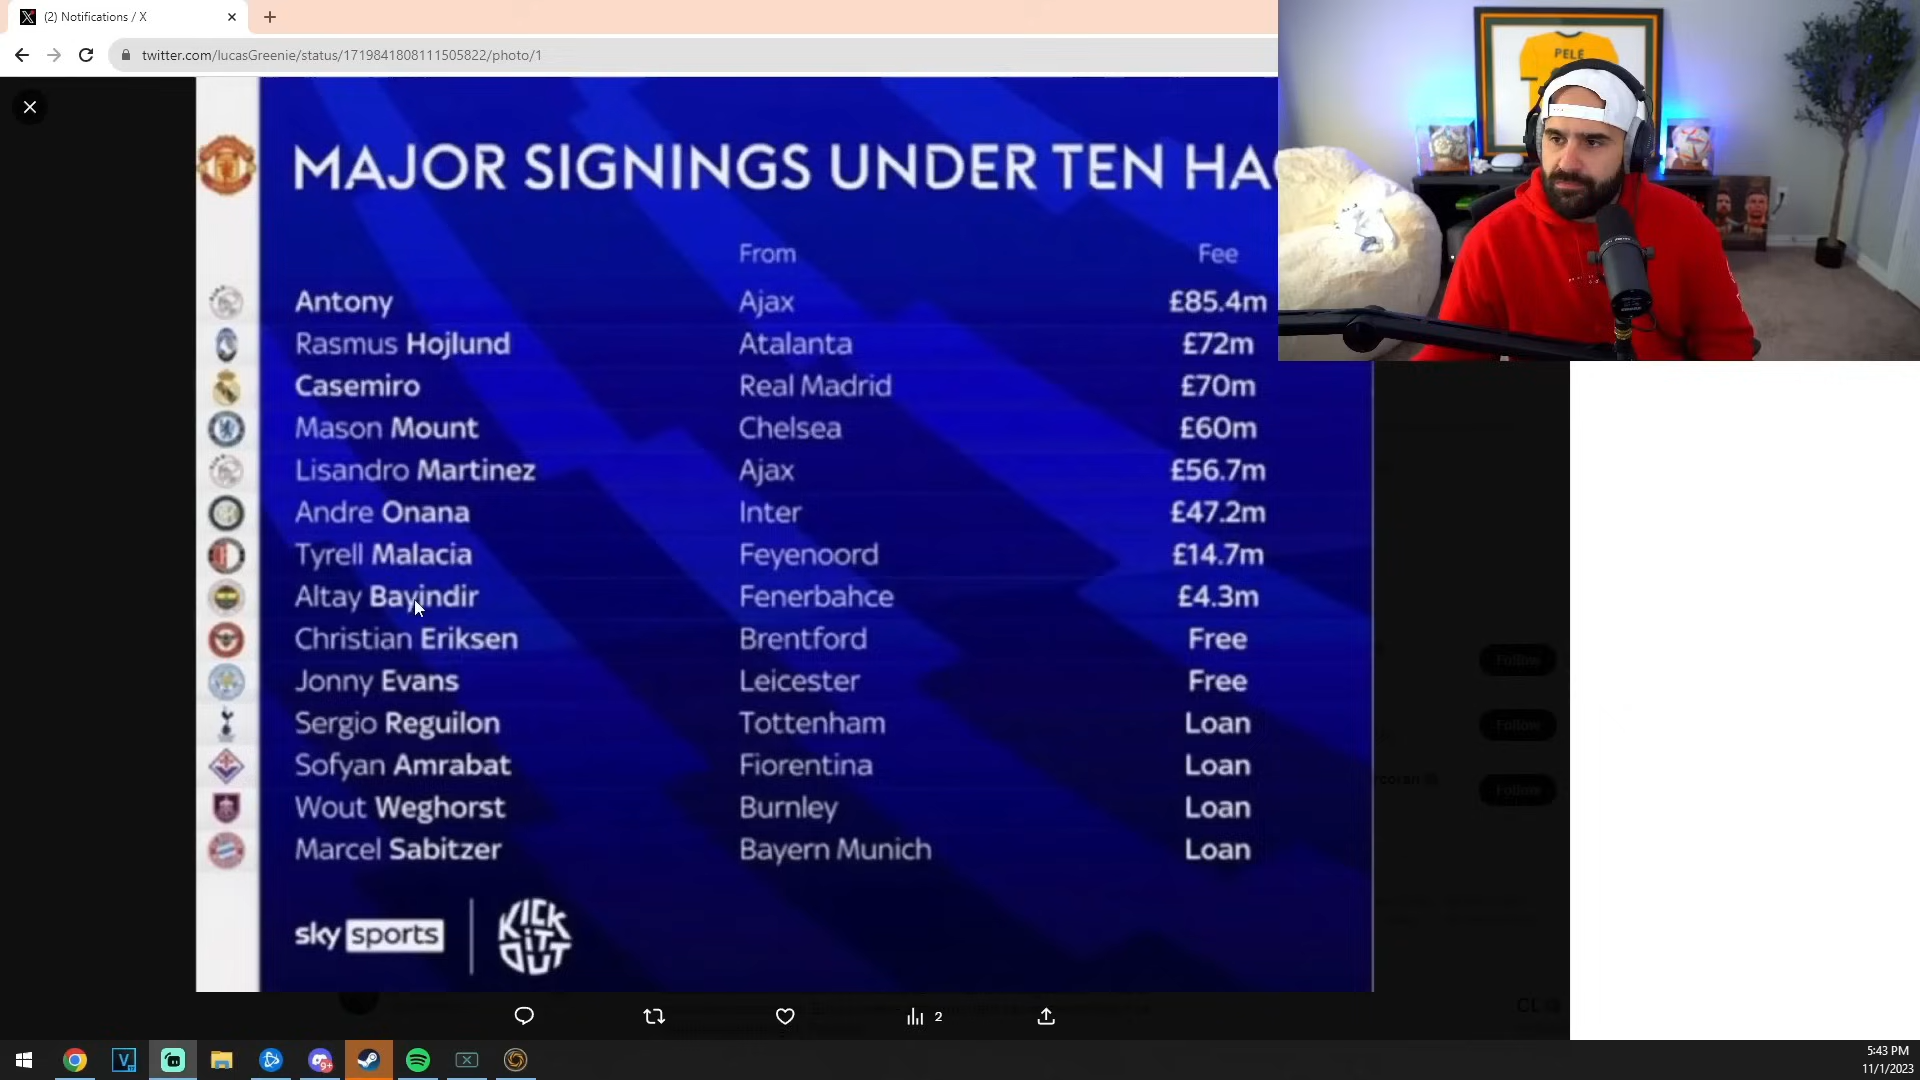 (2) Notifications / X
twitter.com/lucasGreenie/status/1719841808111505822/photo/1
PELE
MAJOR SIGNINGS UNDER TEN HA
From Fee
Antony Ajax £85.4m
Rasmus Hojlund Atalanta £72m
Casemiro Real Madrid £70m
Mason Mount Chelsea £60m
Lisandro Martinez Ajax £56.7m
Andre Onana Inter £47.2m
Tyrell Malacia Feyenoord £14.7m
Altay Bayindir Fenerbahce £4.3m
Christian Eriksen Brentford Free
Jonny Evans Leicester Free
Sergio Reguilon Tottenham Loan
Sofyan Amrabat Fiorentina Loan
Wout Weghorst Burnley Loan
Marcel Sabitzer Bayern Munich Loan
sky sports
KICK
IT
OUT
Follow
Follow
Follow
2
9+
5:43 PM
11/1/2023